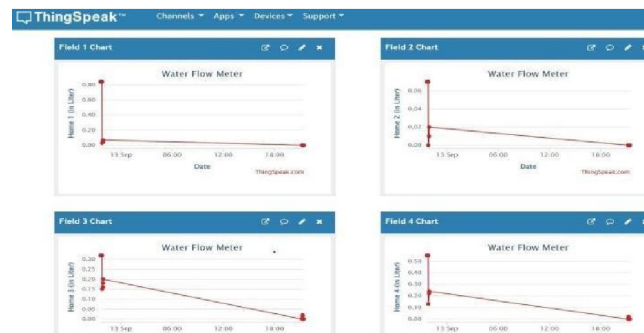 ThingSpeak™ Channels Apps Devices Support
Field 1 Chart
Water Flow Meter
Home 1 (in Liter)
0.80
0.60
0.40
0.20
0.00
13 Sep 06:00 12:00 18:00
Date
ThingSpeak.com
Field 2 Chart
Water Flow Meter
Home 2 (in Liter)
0.06
0.04
0.02
0.00
13 Sep 06:00 12:00 18:00
Date
ThingSpeak.com
Field 3 Chart
Water Flow Meter
Home 3 (in Liter)
0.30
0.25
0.20
0.15
0.10
0.00
13 Sep 06:00 12:00 18:00
Field 4 Chart
Water Flow Meter
Home 4 (in Liter)
0.50
0.40
0.30
0.20
0.10
0.00
13 Sep 06:00 12:00 18:00